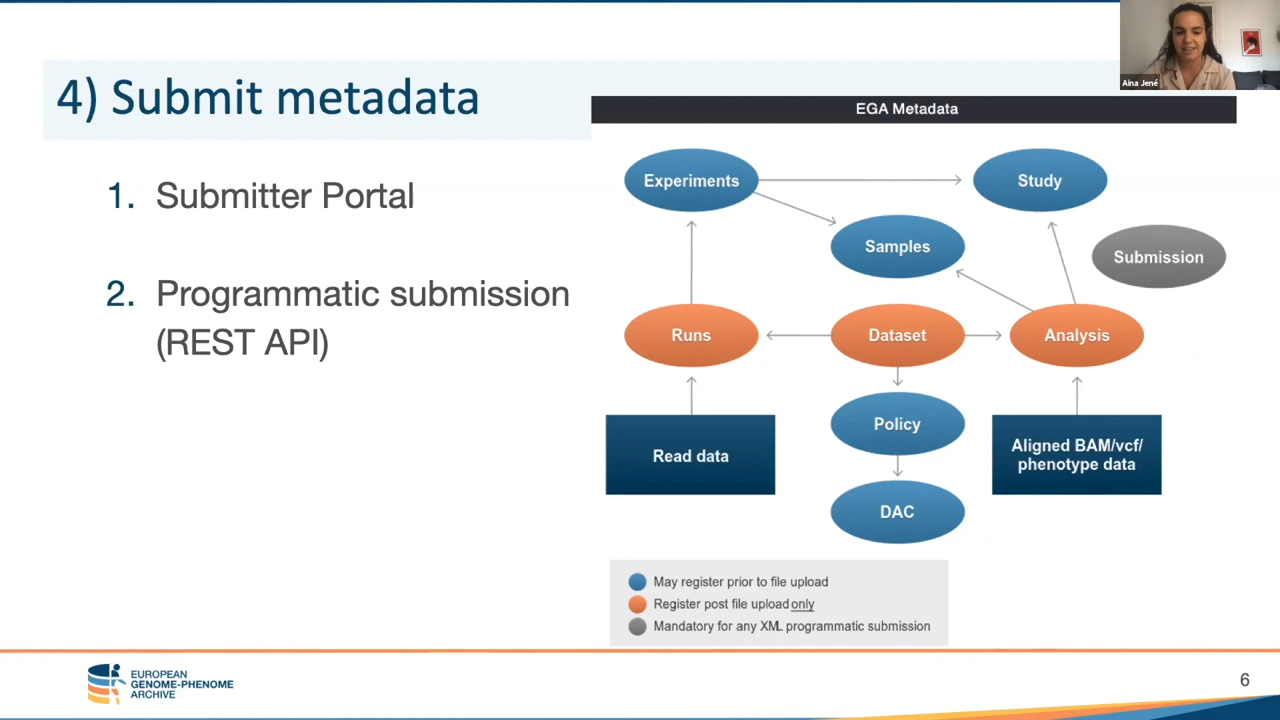 Aina Jené
4) Submit metadata
1. Submitter Portal
2. Programmatic submission
(REST API)
EGA Metadata
Experiments
Study
Samples
Submission
Runs
Dataset
Analysis
Read data
Policy
Aligned BAM/vcf/
phenotype data
DAC
May register prior to file upload
Register post file upload only
Mandatory for any XML programmatic submission
EUROPEAN
GENOME-PHENOME
ARCHIVE
6